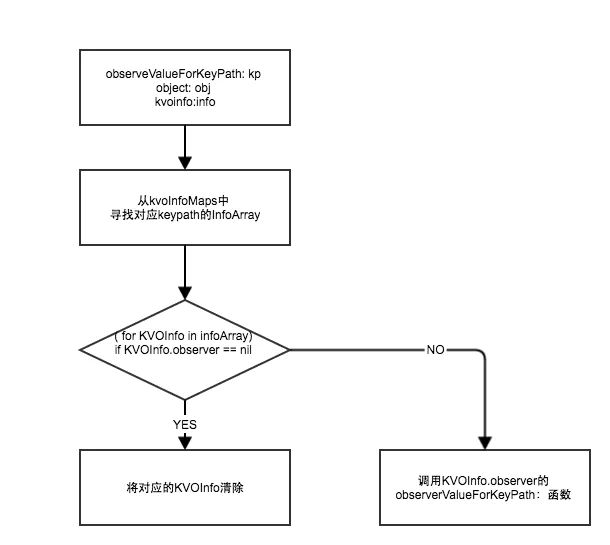 observeValueForKeyPath: kp
object: obj
kvoinfo:info
从kvoInfoMaps中
寻找对应keypath的InfoArray
( for KVOInfo in infoArray)
if KVOInfo.observer == nil
NO
YES
将对应的KVOInfo清除
调用KVOInfo.observer的
observerValueForKeyPath：函数